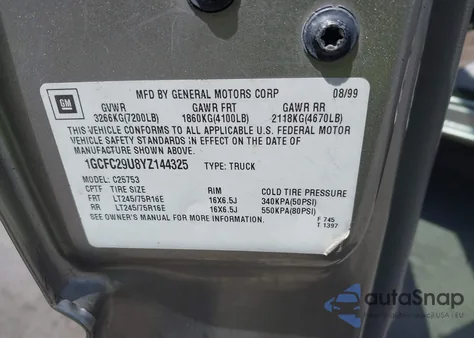 MFD BY GENERAL MOTORS CORP 08/99
GM
GVWR GAWR FRT GAWR RR
3266KG(7200LB) 1860KG(4100LB) 2118KG(4670LB)
THIS VEHICLE CONFORMS TO ALL APPLICABLE U.S. FEDERAL MOTOR
VEHICLE SAFETY STANDARDS IN EFFECT ON THE DATE OF
MANUFACTURE SHOWN ABOVE.
1GCFC29U8YZ144325 TYPE: TRUCK
MODEL: C25753
CPTF TIRE SIZE RIM COLD TIRE PRESSURE
FRT LT245/75R16E 16X6.5J 340KPA(50PSI)
RR LT245/75R16E 16X6.5J 550KPA(80PSI)
SEE OWNER'S MANUAL FOR MORE INFORMATION.
F 745
T 1397
autoSnap
USA | EU